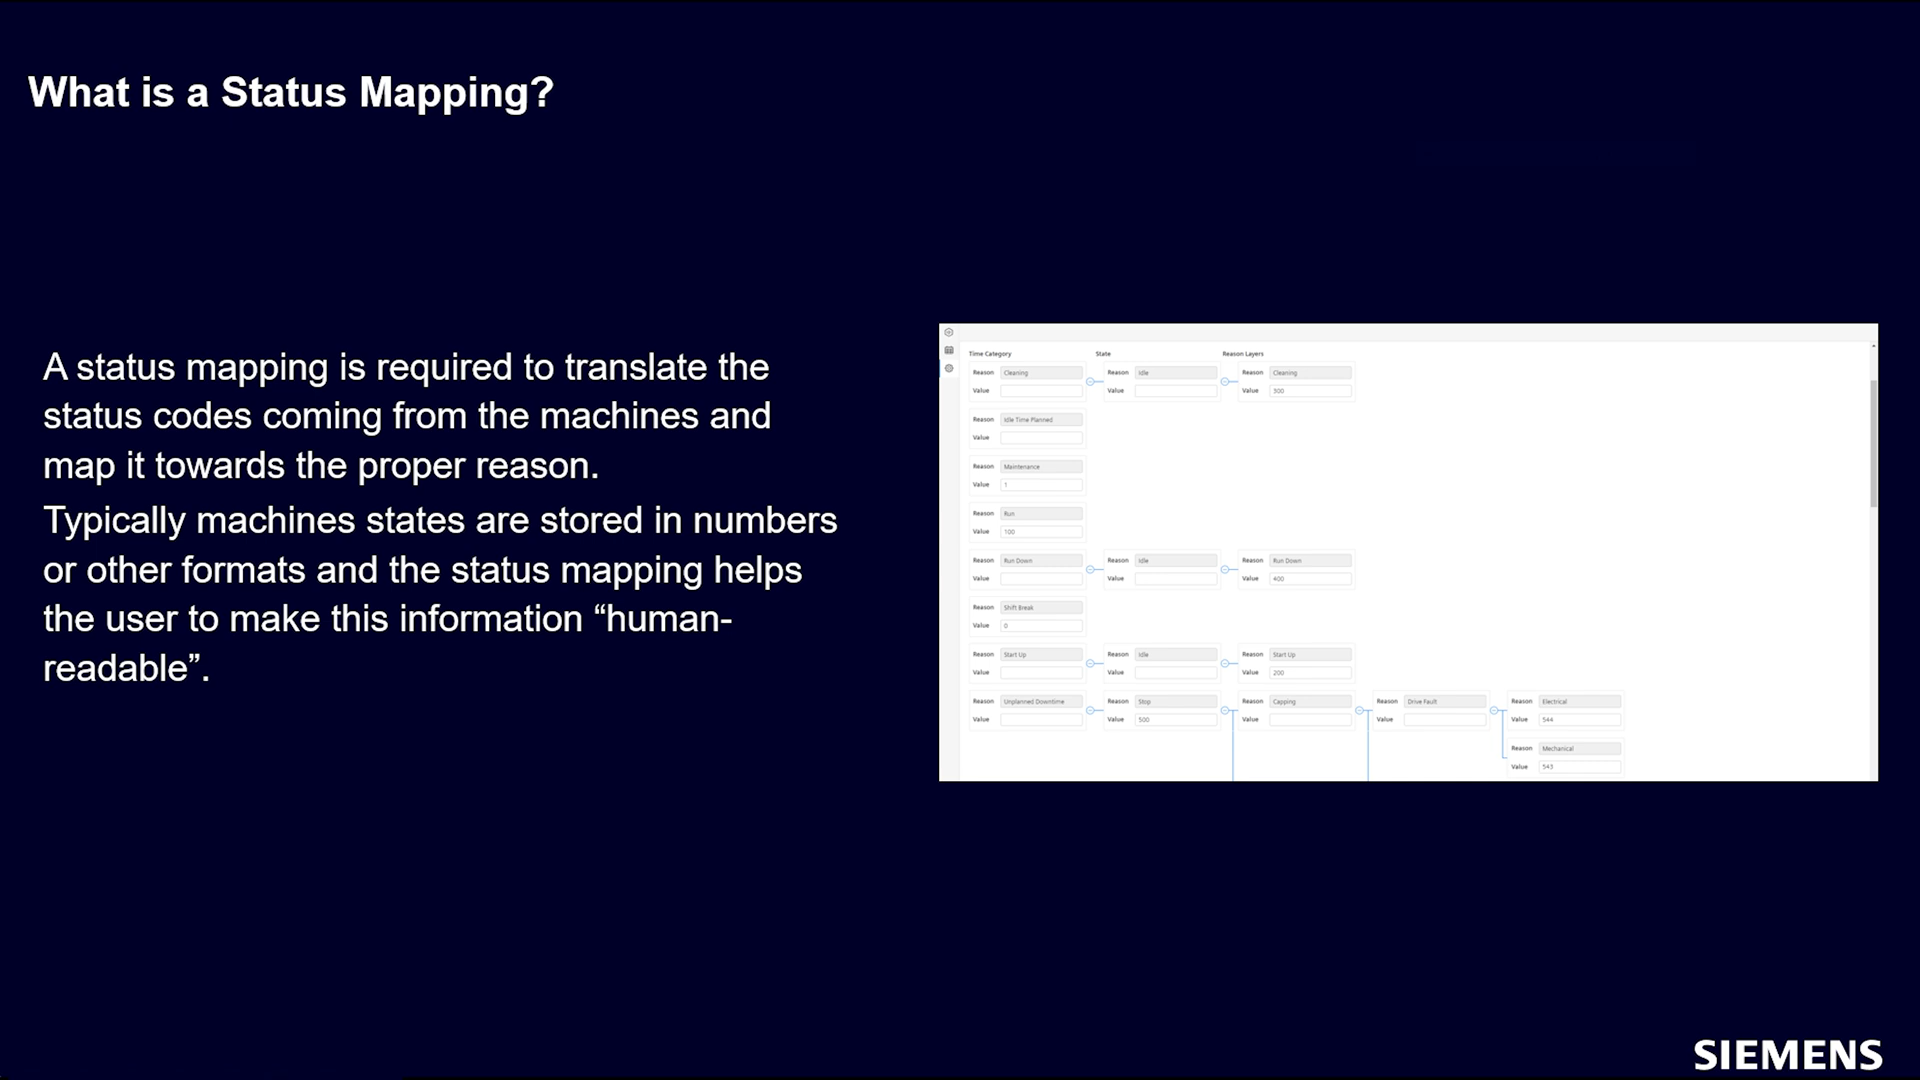 What is a Status Mapping?
A status mapping is required to translate the
status codes coming from the machines and
map it towards the proper reason.
Typically machines states are stored in numbers
or other formats and the status mapping helps
the user to make this information “human-
readable”.
Time Category State Reason Layers
Reason Cleaning Reason Idle Reason Cleaning
Value Value Value 300
Reason Idle Time Planned
Value
Reason Maintenance
Value 1
Reason Run
Value 100
Reason Run Down Reason Idle Reason Run Down
Value Value Value 400
Reason Shift Break
Value 0
Reason Start Up Reason Idle Reason Start Up
Value Value Value 200
Reason Unplanned Downtime Reason Stop Reason Capping Reason Drive Fault Reason Electrical
Value Value 500 Value Value Value 544
Reason Mechanical
Value 543
SIEMENS